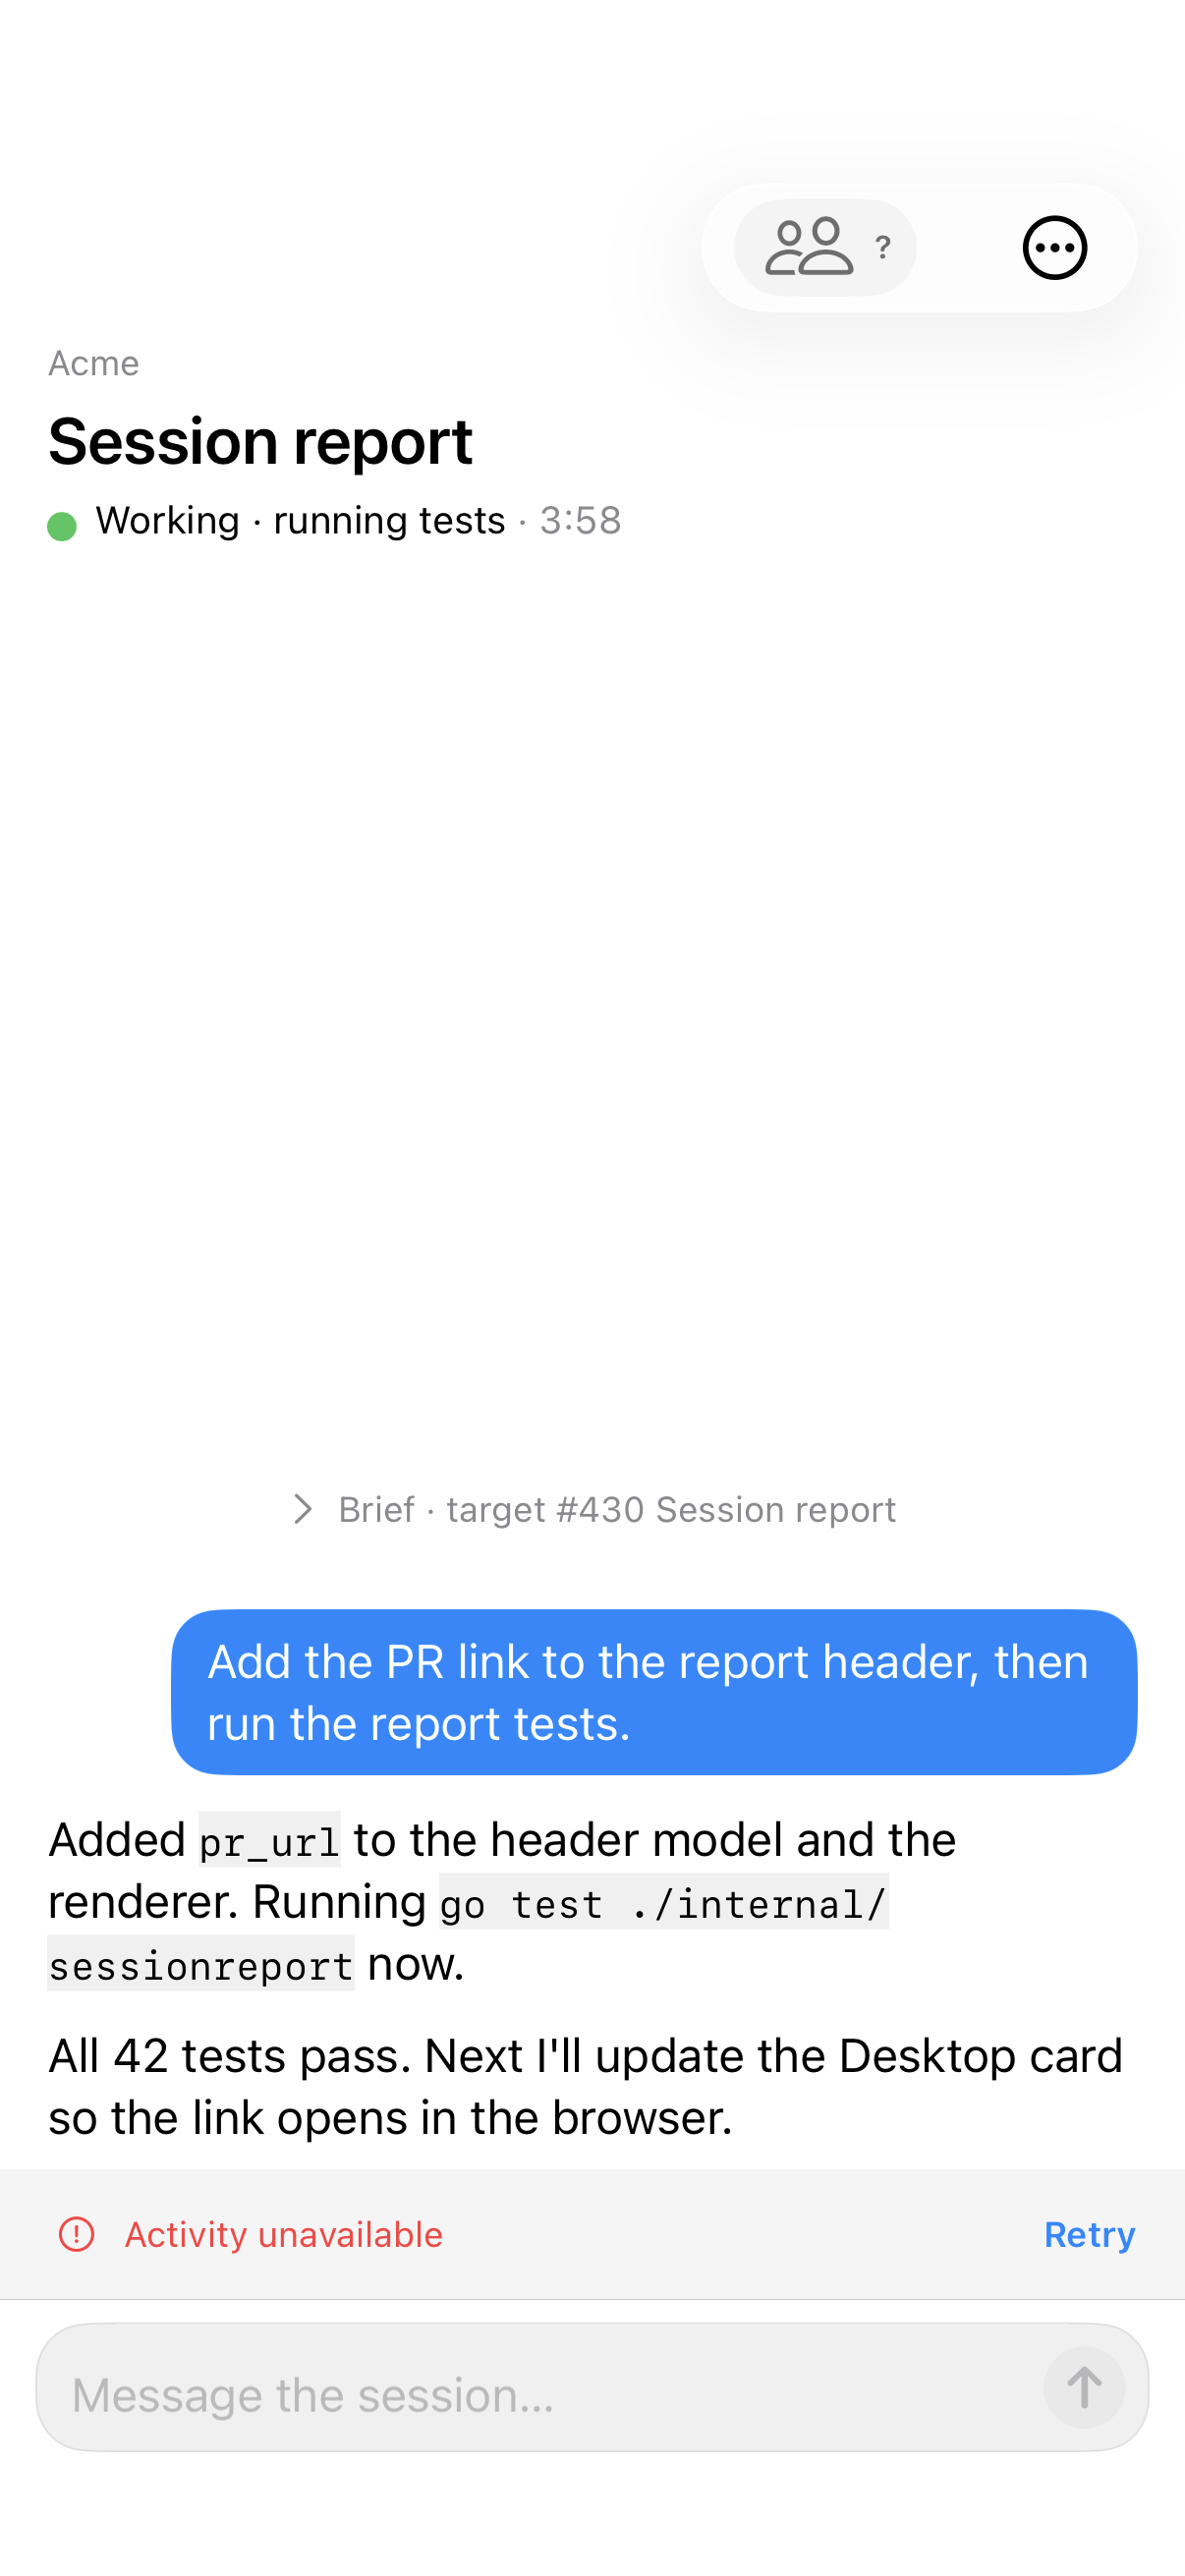 ?
Acme
Session report
Working · running tests · 3:58
Brief · target #430 Session report
Add the PR link to the report header, then
run the report tests.
Added pr_url to the header model and the
renderer. Running go test ./internal/
sessionreport now.
All 42 tests pass. Next I'll update the Desktop card
so the link opens in the browser.
Activity unavailable
Retry
Message the session...